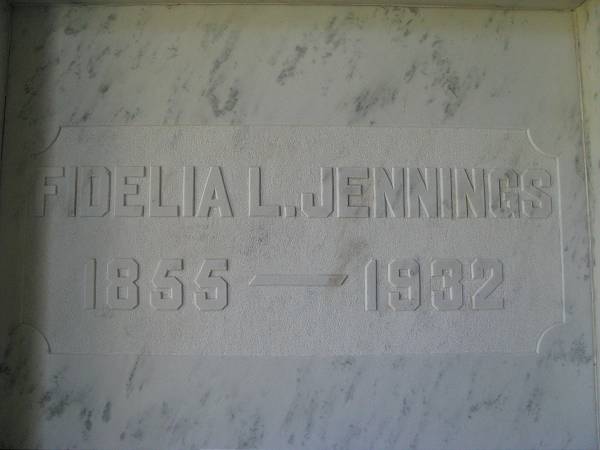 FIDELIA L. JENNINGS
1855 — 1932